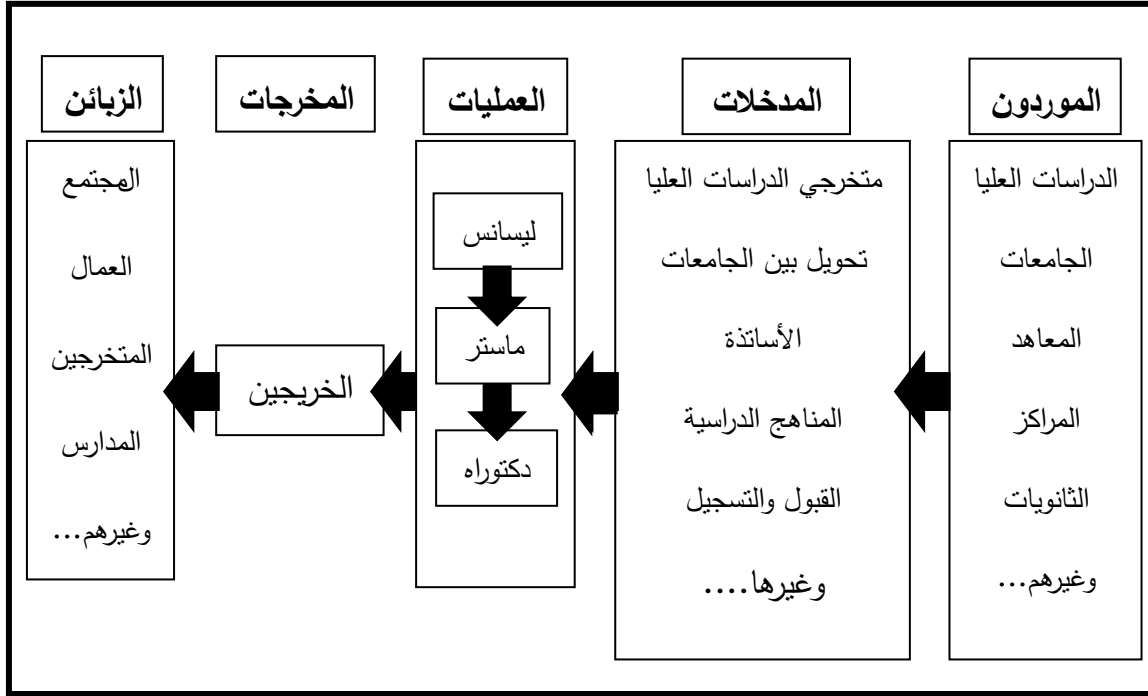 الموردون
الدراسات العليا
الجامعات
المعاهد
المراكز
الثانويات
وغيرهم...
المدخلات
متخرجي الدراسات العليا
تحويل بين الجامعات
الأساتذة
المناهج الدراسية
القبول والتسجيل
وغيرها....
العمليات
ليسانس
ماستر
دكتوراه
المخرجات
الخريجين
الزبائن
المجتمع
العمال
المتخرجين
المدارس
وغيرهم...